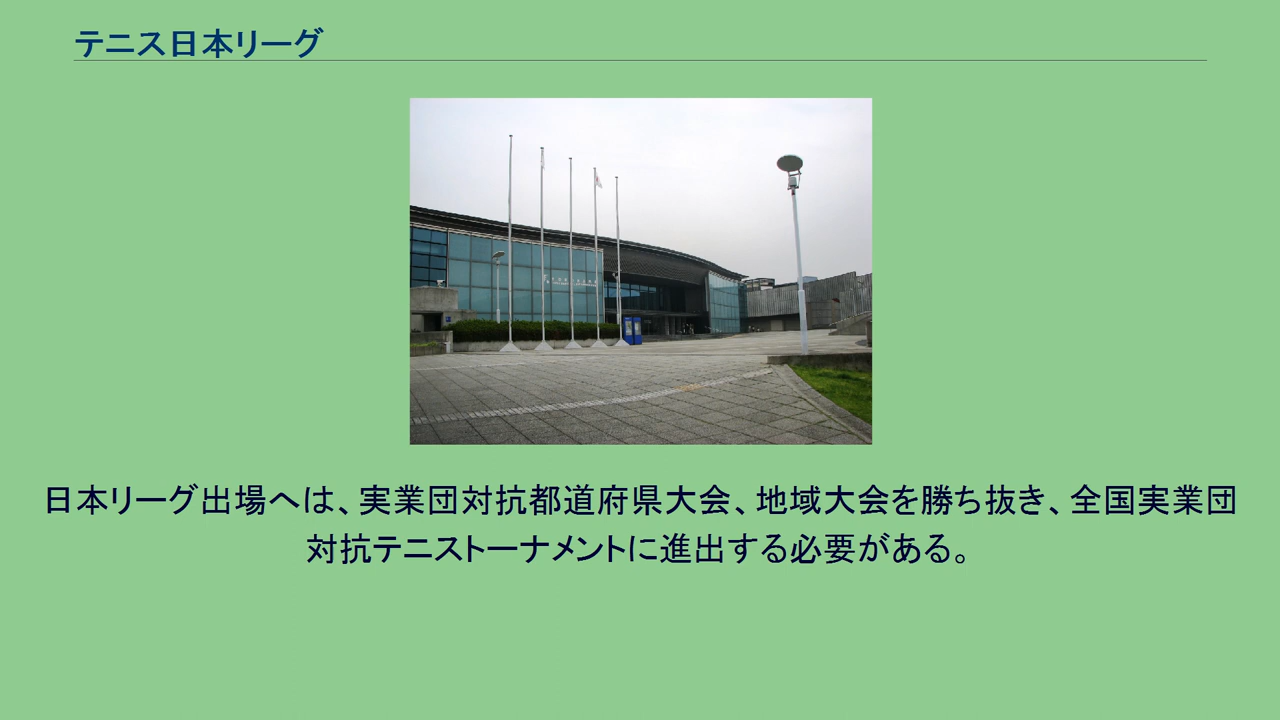 テニス日本リーグ
日本リーグ出場へは、実業団対抗都道府県大会、地域大会を勝ち抜き、全国実業団
対抗テニストーナメントに進出する必要がある。